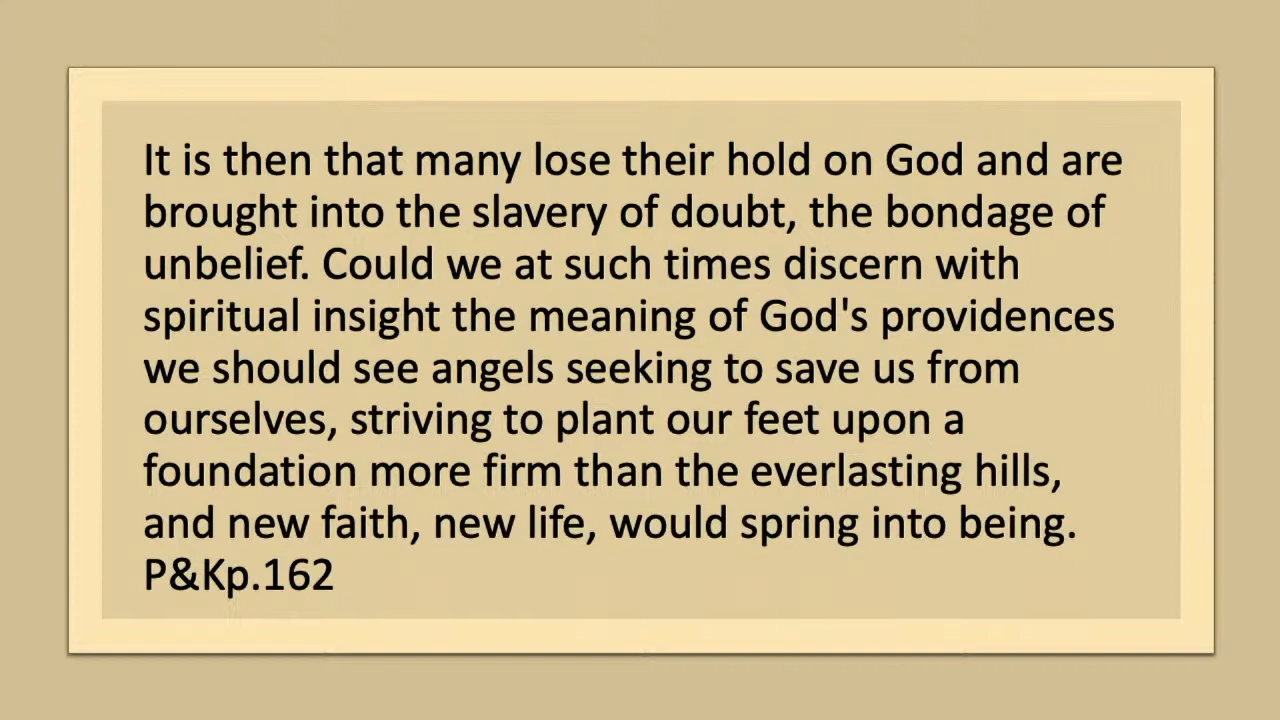 It is then that many lose their hold on God and are
brought into the slavery of doubt, the bondage of
unbelief. Could we at such times discern with
spiritual insight the meaning of God's providences
we should see angels seeking to save us from
ourselves, striving to plant our feet upon a
foundation more firm than the everlasting hills,
and new faith, new life, would spring into being.
P&Kp.162